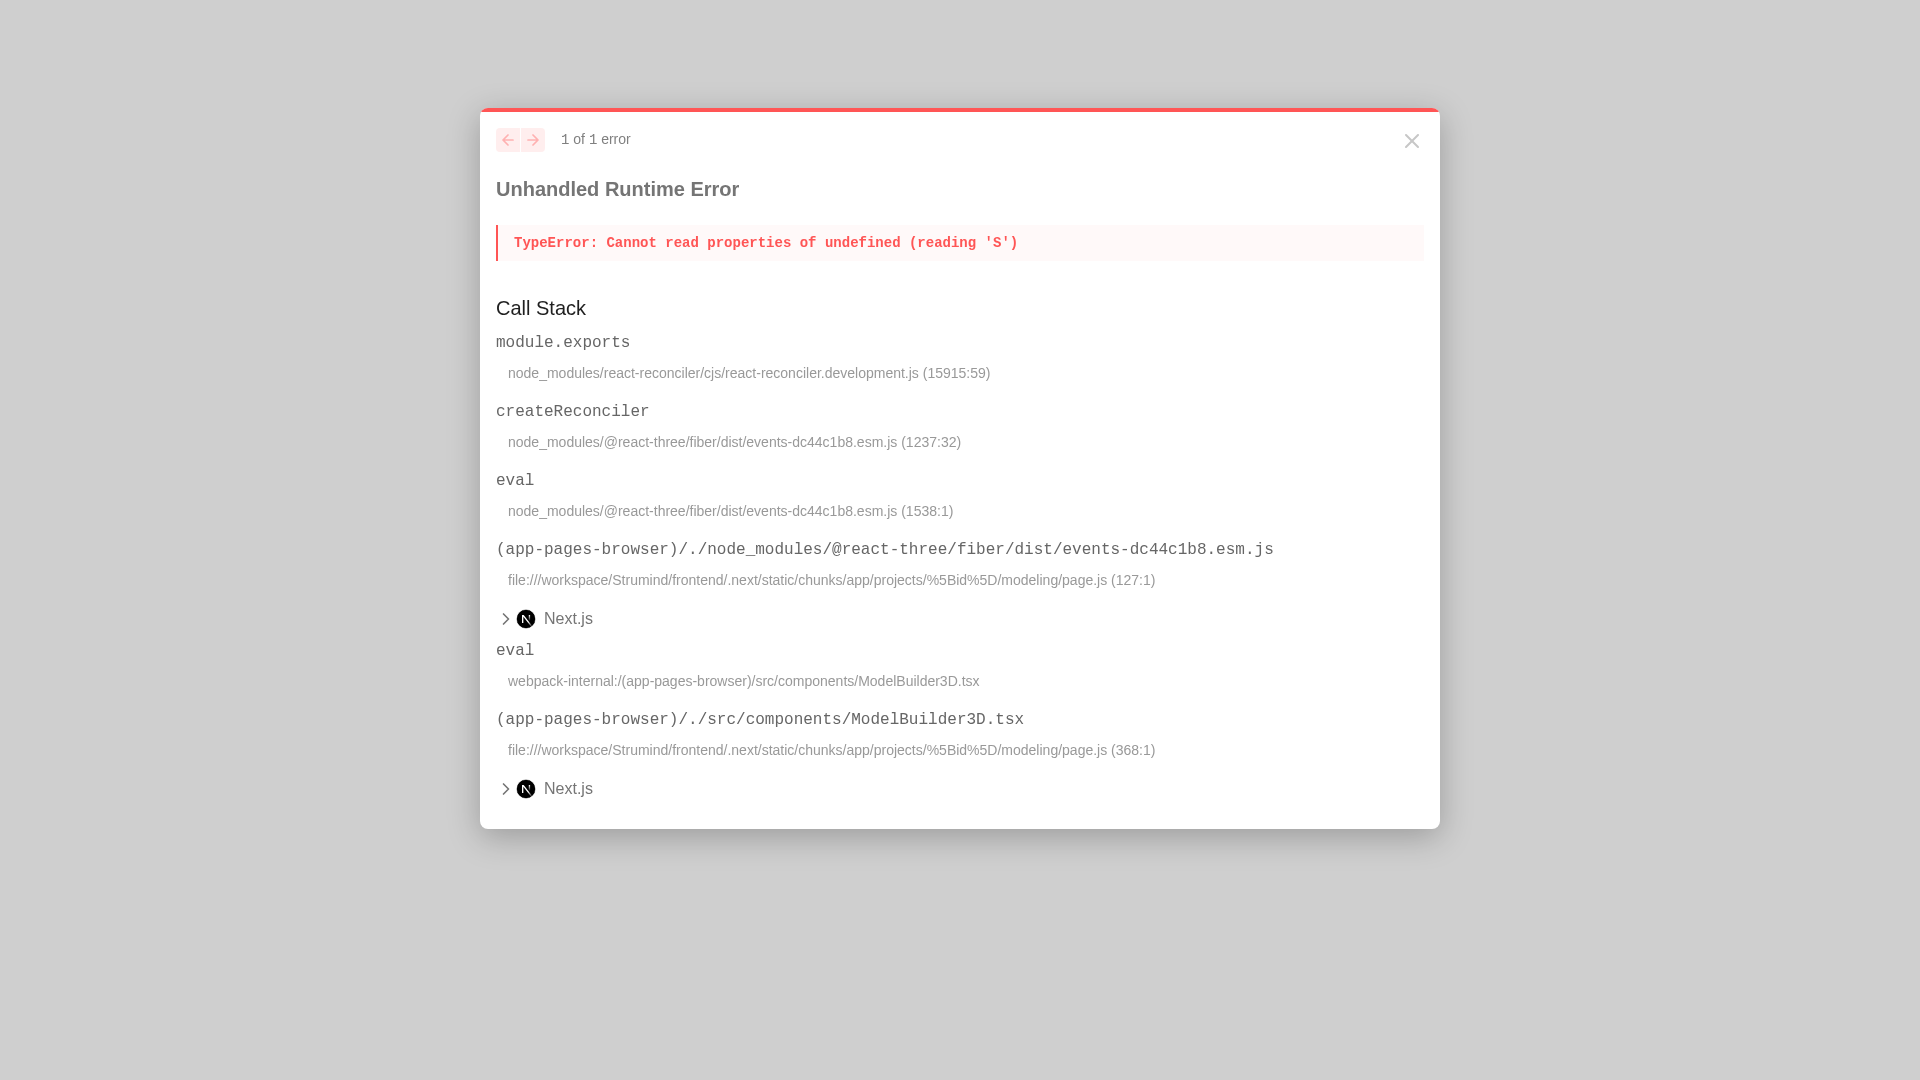 1 of 1 error
Unhandled Runtime Error
TypeError: Cannot read properties of undefined (reading 'S')
Call Stack
module.exports
node_modules/react-reconciler/cjs/react-reconciler.development.js (15915:59)
createReconciler
node_modules/@react-three/fiber/dist/events-dc44c1b8.esm.js (1237:32)
eval
node_modules/@react-three/fiber/dist/events-dc44c1b8.esm.js (1538:1)
(app-pages-browser)/./node_modules/@react-three/fiber/dist/events-dc44c1b8.esm.js
file:///workspace/Strumind/frontend/.next/static/chunks/app/projects/%5Bid%5D/modeling/page.js (127:1)
Next.js
eval
webpack-internal:/(app-pages-browser)/src/components/ModelBuilder3D.tsx
(app-pages-browser)/./src/components/ModelBuilder3D.tsx
file:///workspace/Strumind/frontend/.next/static/chunks/app/projects/%5Bid%5D/modeling/page.js (368:1)
Next.js